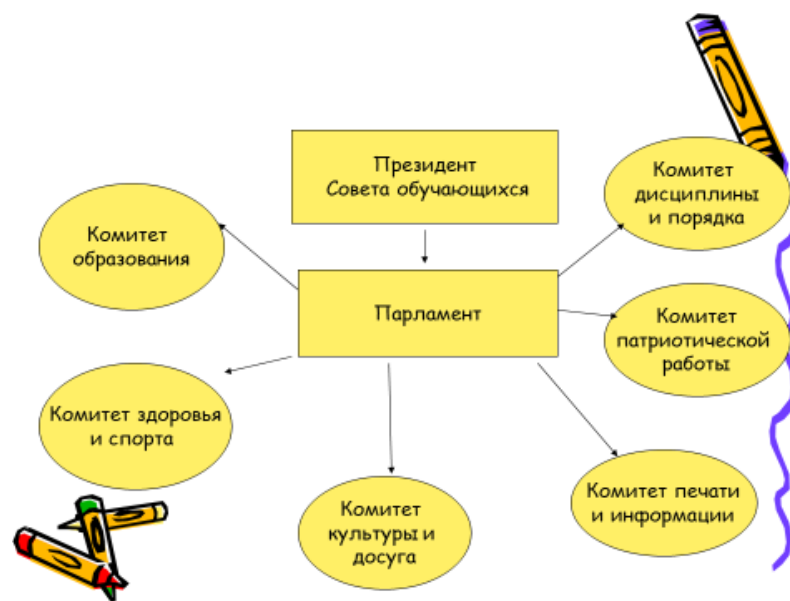 Президент
Совета обучающихся
Комитет
дисциплины
и порядка
Комитет
образования
Парламент
Комитет
патриотической
работы
Комитет здоровья
и спорта
Комитет
культуры и
досуга
Комитет печати
и информации